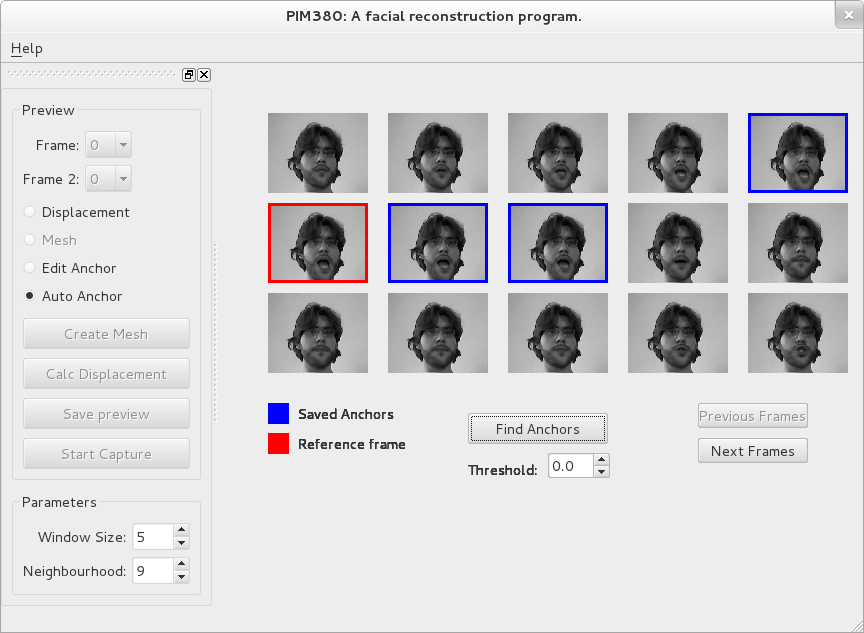 PIM380: A facial reconstruction program.
Help
Preview
Frame: 0
Frame 2: 0
Displacement
Mesh
Edit Anchor
Auto Anchor
Create Mesh
Calc Displacement
Save preview
Start Capture
Parameters
Window Size: 5
Neighbourhood: 9
Saved Anchors
Reference frame
Find Anchors
Threshold: 0.0
Previous Frames
Next Frames